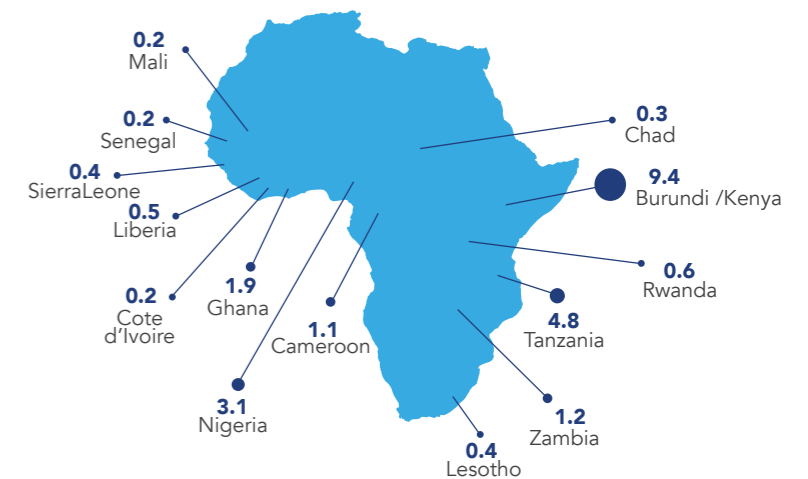 0.2
Mali
0.2
Senegal
0.4
SierraLeone
0.5
Liberia
0.2
Cote
d’Ivoire
1.9
Ghana
3.1
Nigeria
1.1
Cameroon
0.3
Chad
9.4
Burundi /Kenya
0.6
Rwanda
4.8
Tanzania
1.2
Zambia
0.4
Lesotho